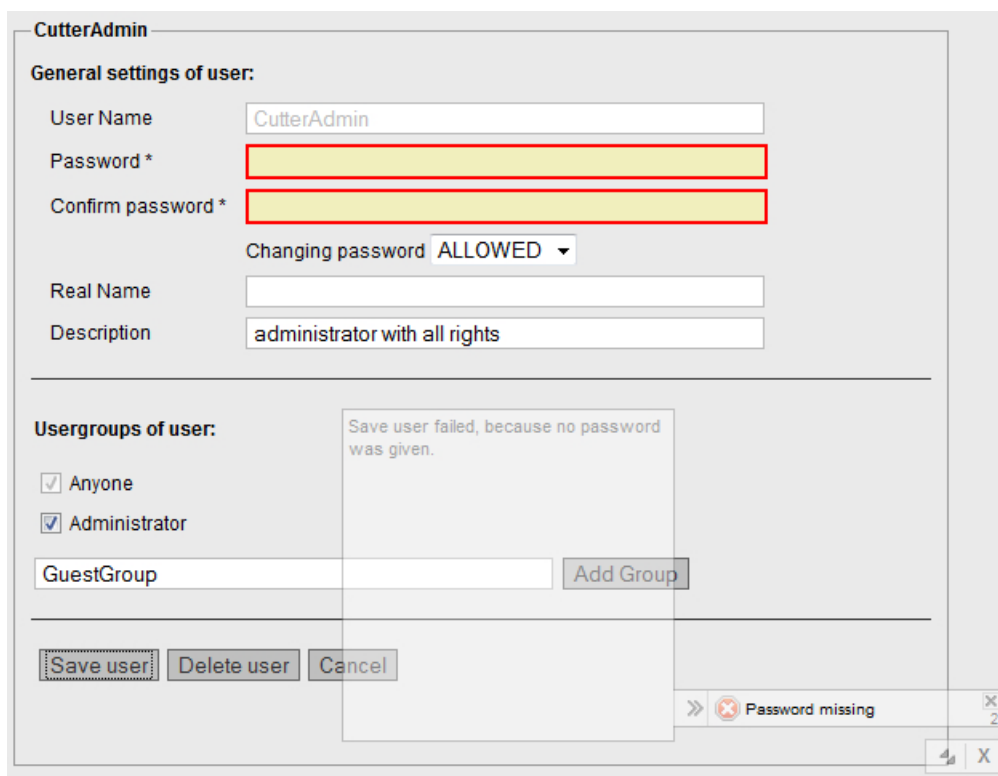 CutterAdmin
General settings of user:
User Name CutterAdmin
Password *
Confirm password *
Changing password ALLOWED
Real Name
Description administrator with all rights
Usergroups of user:
Save user failed, because no password
was given.
Anyone
Administrator
GuestGroup Add Group
Save user Delete user Cancel
Password missing
2
X